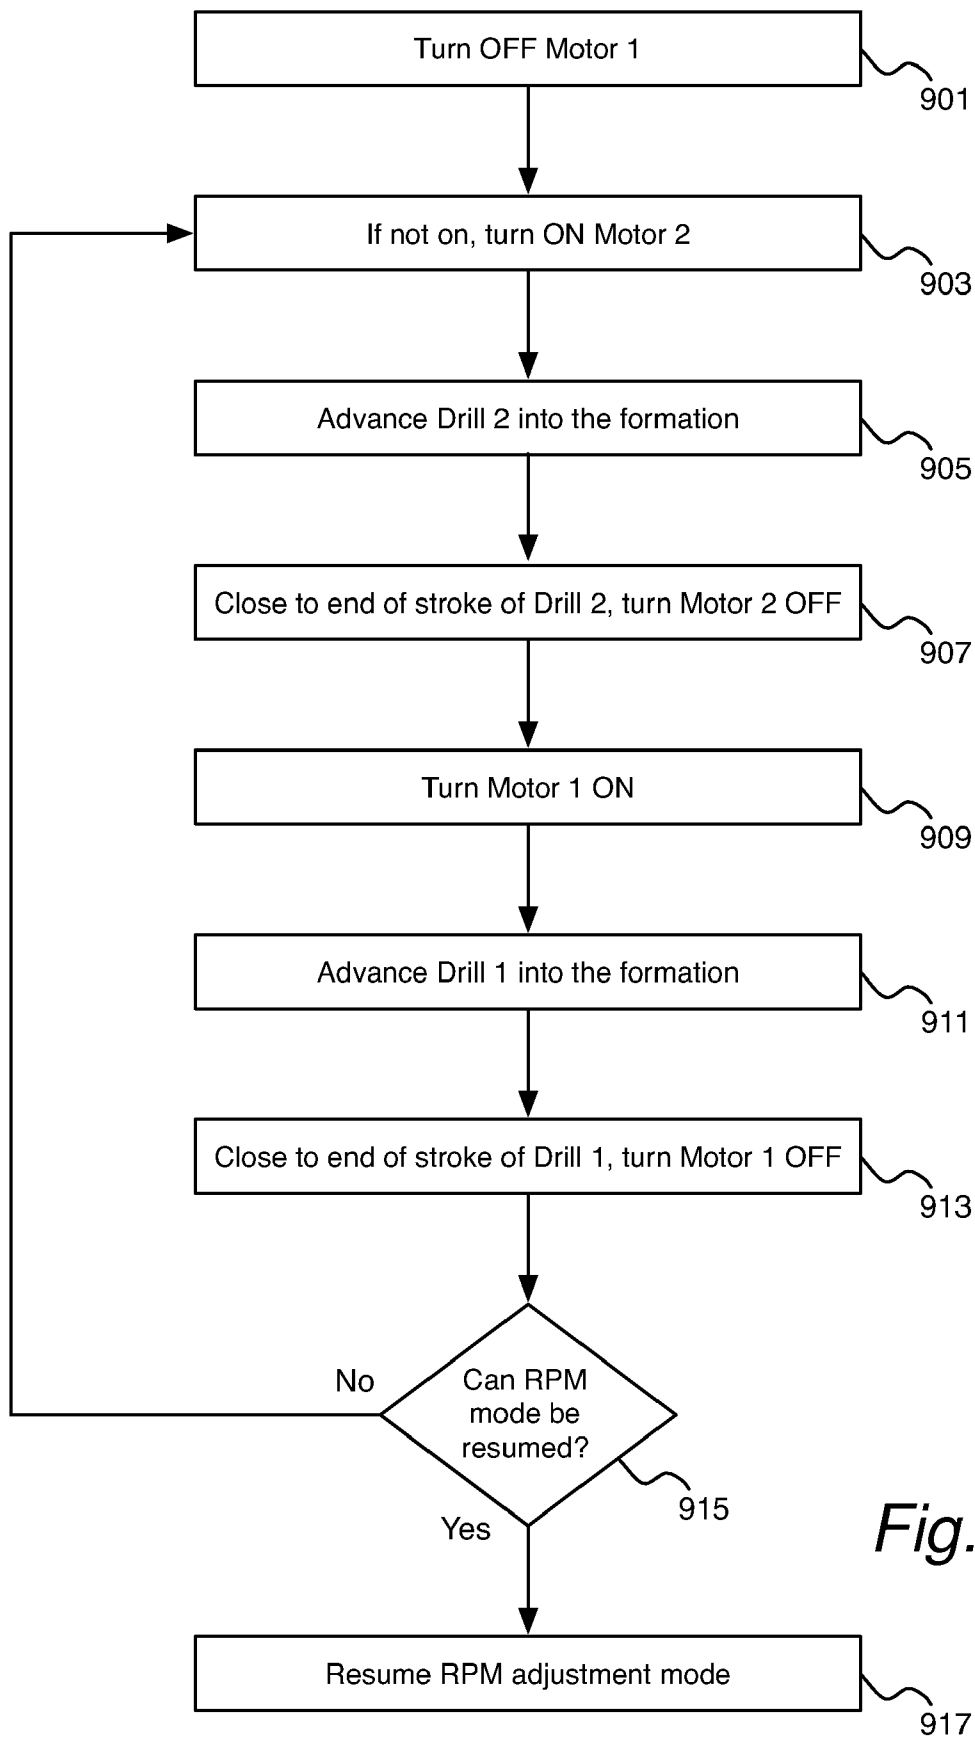 Turn OFF Motor 1
901
If not on, turn ON Motor 2
903
Advance Drill 2 into the formation
905
Close to end of stroke of Drill 2, turn Motor 2 OFF
907
Turn Motor 1 ON
909
Advance Drill 1 into the formation
911
Close to end of stroke of Drill 1, turn Motor 1 OFF
913
No
Can RPM
mode be
resumed?
915
Yes
Fig.
Resume RPM adjustment mode
917